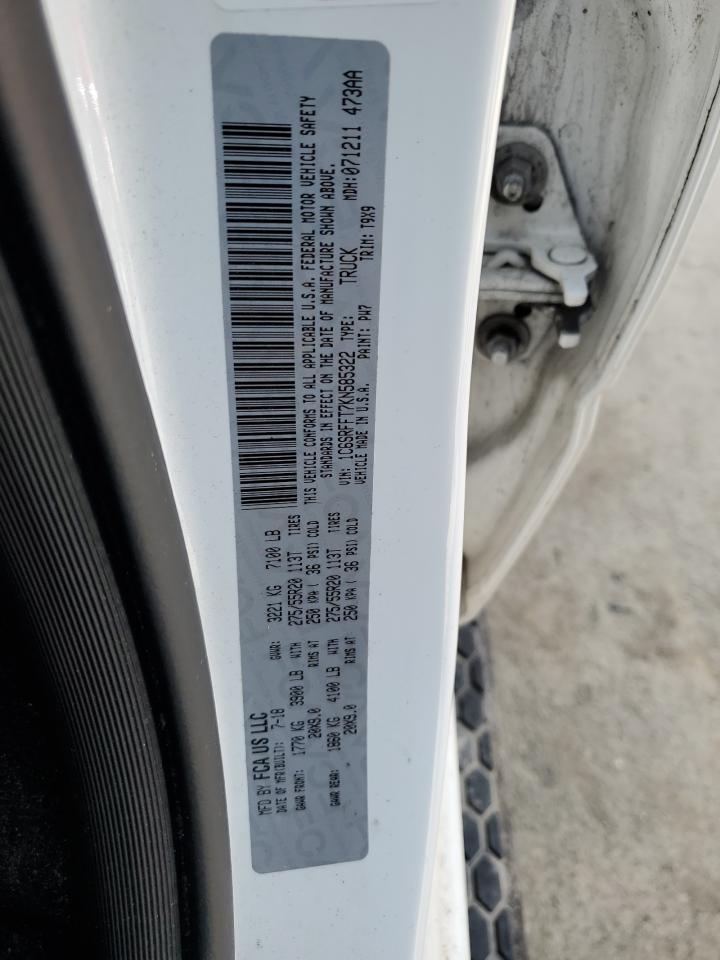 MFD BY: FCA US LLC
DATE OF MFR(BUILT): 7-18 GVWR: 3221 KG 7100 LB
GAWR FRONT: 1770 KG 3900 LB WITH 275/55R20 113T TIRES
20X9.0 RIMS AT 250 KPA ( 36 PSI) COLD
GAWR REAR: 1860 KG 4100 LB WITH 275/55R20 113T TIRES
20X9.0 RIMS AT 250 KPA ( 36 PSI) COLD
THIS VEHICLE CONFORMS TO ALL APPLICABLE U.S.A. FEDERAL MOTOR VEHICLE SAFETY
STANDARDS IN EFFECT ON THE DATE OF MANUFACTURE SHOWN ABOVE.
VIN: 1C6SRFFT7KN585322 TYPE: TRUCK MDH:071211 473AA
VEHICLE MADE IN U.S.A. PAINT: PW7 TRIM: T9X9